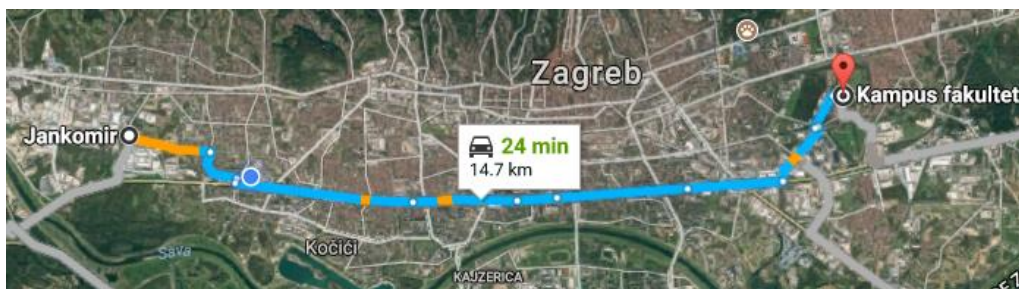 Zagreb
Kampus fakultet
Jankomir
24 min
14.7 km
Kočići
Sava
KAJZERICA